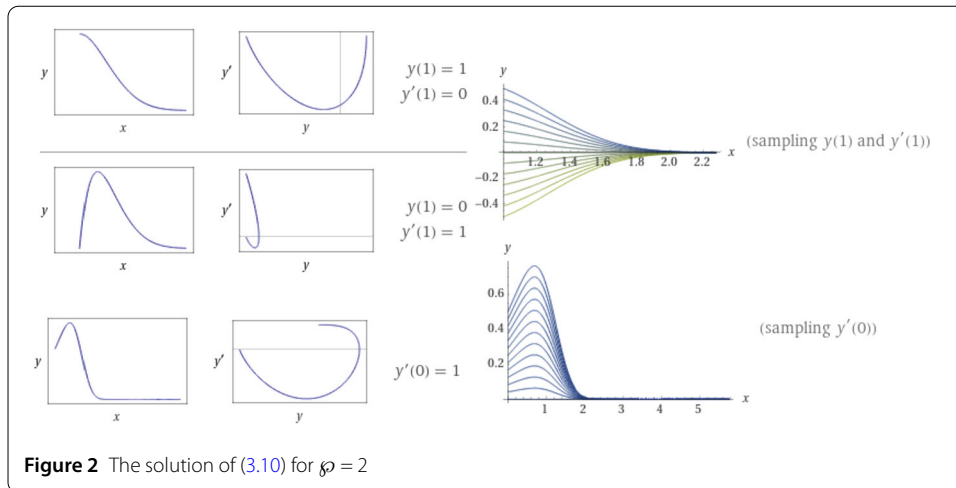 y
x
y′
y
y(1) = 1
y′(1) = 0
y
0.4
0.2
1.2 1.4 1.6 1.8 2.0 2.2
x
−0.2
−0.4
(sampling y(1) and y′(1))
y
x
y′
y
y(1) = 0
y′(1) = 1
y
x
y′
y
y′(0) = 1
y
0.6
0.4
0.2
1 2 3 4 5
x
(sampling y′(0))
Figure 2 The solution of (3.10) for ℘ = 2